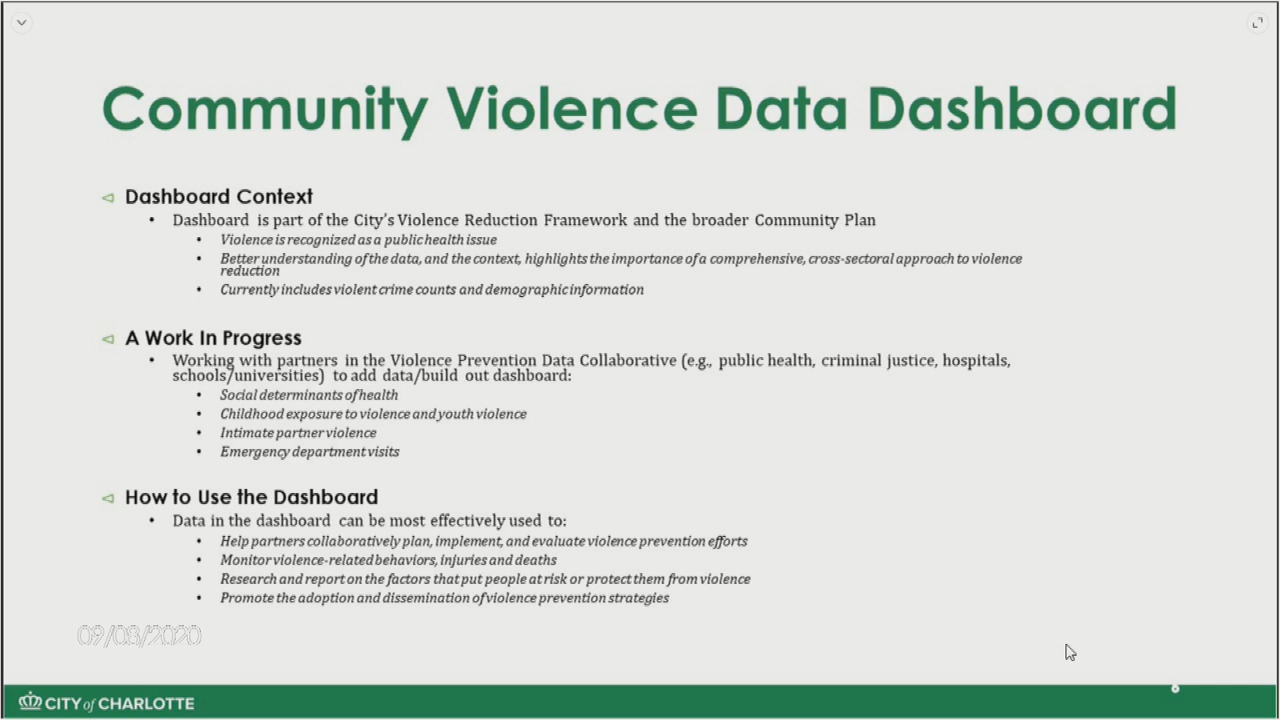 Community Violence Data Dashboard
Dashboard Context
• Dashboard is part of the City's Violence Reduction Framework and the broader Community Plan
• Violence is recognized as a public health issue
• Better understanding of the data, and the context, highlights the importance of a comprehensive, cross-sectoral approach to violence
reduction
• Currently includes violent crime counts and demographic information
A Work In Progress
• Working with partners in the Violence Prevention Data Collaborative (e.g., public health, criminal justice, hospitals,
schools/universities) to add data/build out dashboard:
• Social determinants of health
• Childhood exposure to violence and youth violence
• Intimate partner violence
• Emergency department visits
How to Use the Dashboard
• Data in the dashboard can be most effectively used to:
• Help partners collaboratively plan, implement, and evaluate violence prevention efforts
• Monitor violence-related behaviors, injuries and deaths
• Research and report on the factors that put people at risk or protect them from violence
• Promote the adoption and dissemination of violence prevention strategies
09/08/2020
CITY of CHARLOTTE